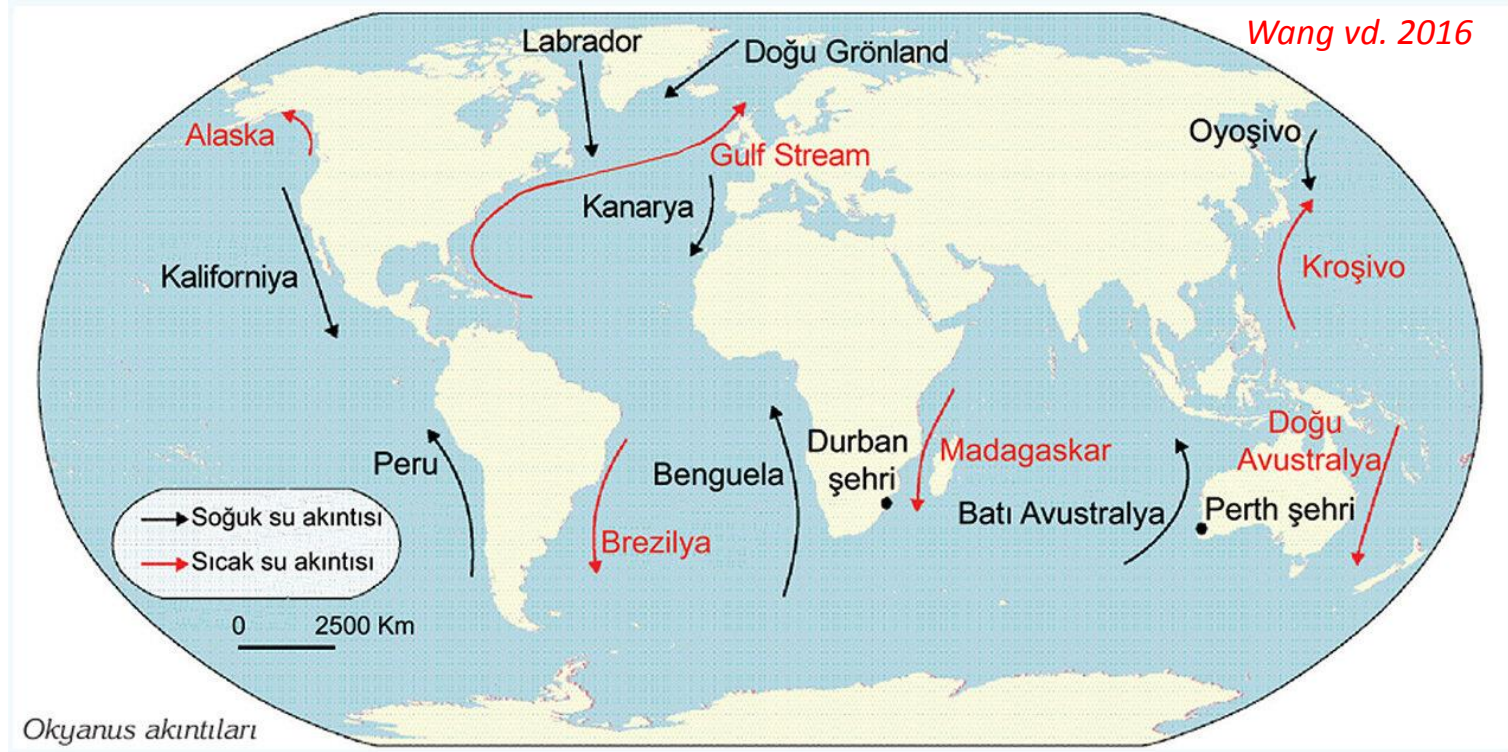 Wang vd. 2016
Labrador
Doğu Grönland
Alaska
Oyoşivo
Gulf Stream
Kanarya
Kaliforniya
Kroşivo
Peru
Benguela
Durban
şehri
Madagaskar
Doğu
Avustralya
Batı Avustralya
Perth şehri
Brezilya
Soğuk su akıntısı
Sıcak su akıntısı
0 2500 Km
Okyanus akıntıları